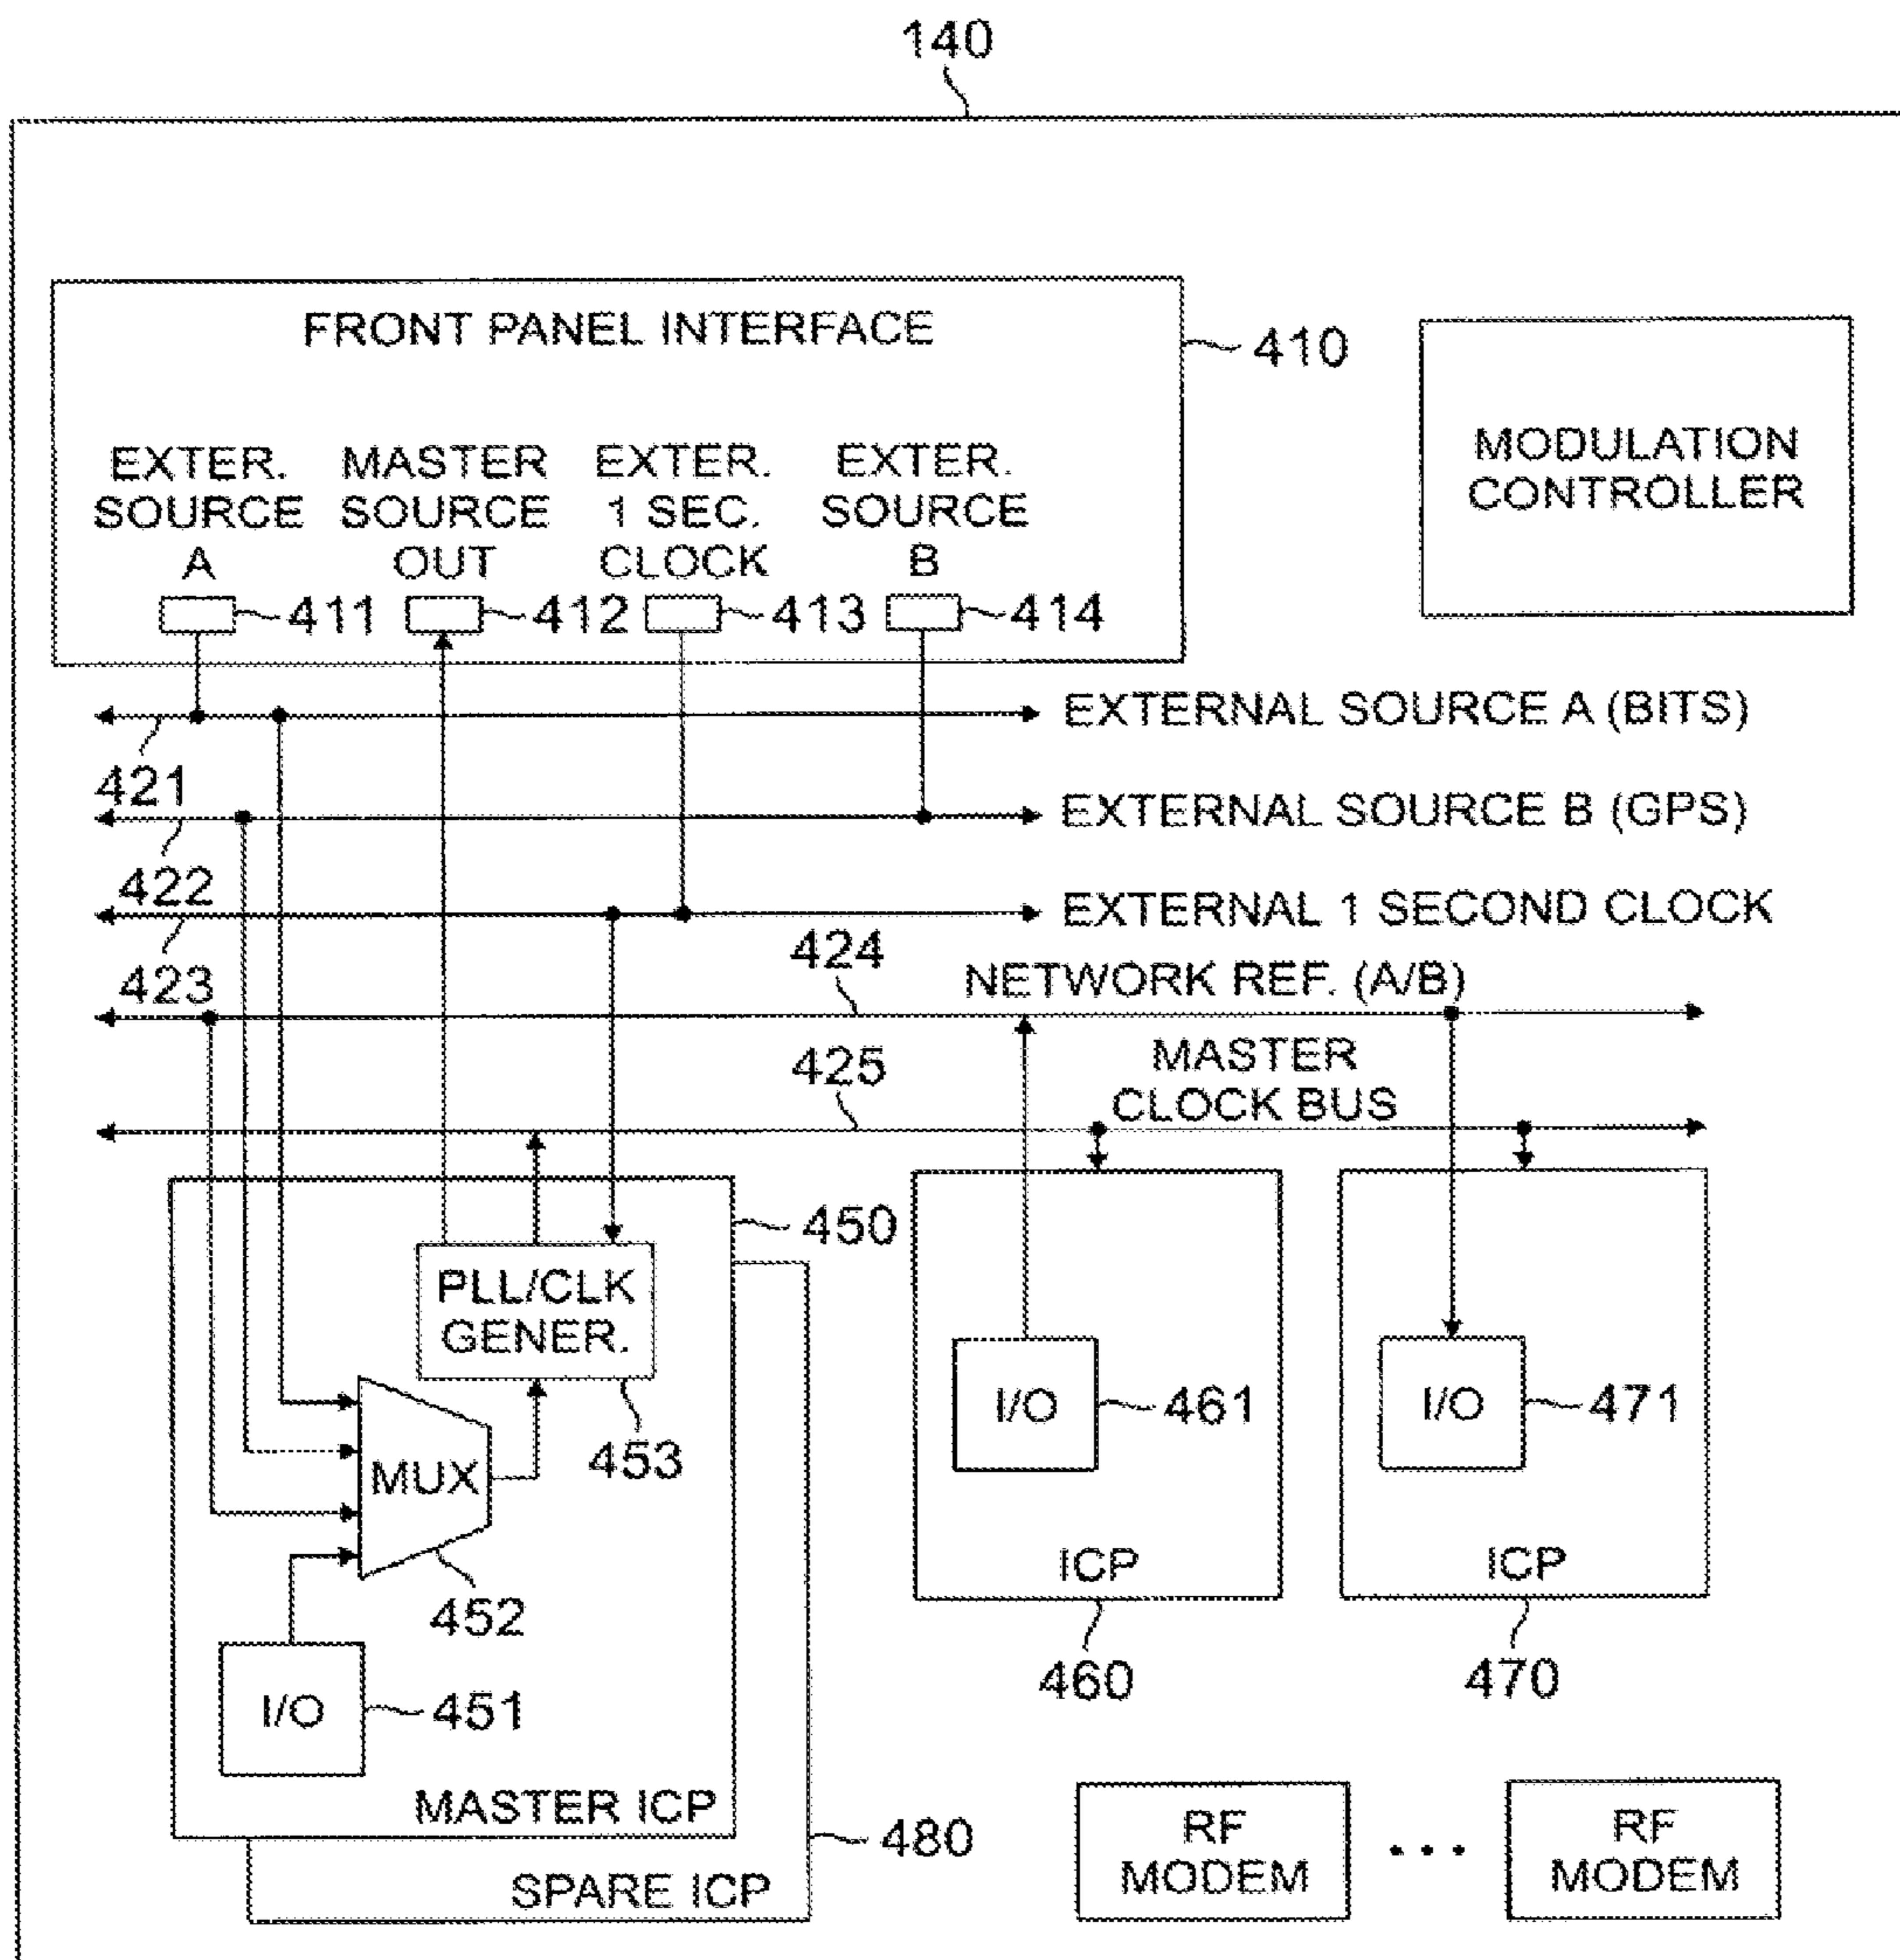 140
FRONT PANEL INTERFACE
410
EXTER.
SOURCE
A
MASTER
SOURCE
OUT
EXTER.
1 SEC.
CLOCK
EXTER.
SOURCE
B
411
412
413
414
MODULATION
CONTROLLER
EXTERNAL SOURCE A (BITS)
421
EXTERNAL SOURCE B (GPS)
422
EXTERNAL 1 SECOND CLOCK
423
424
NETWORK REF. (A/B)
425
MASTER
CLOCK BUS
450
PLL/CLK
GENER.
453
MUX
452
I/O
451
MASTER ICP
480
SPARE ICP
I/O
461
ICP
460
I/O
471
ICP
470
RF
MODEM
• • •
RF
MODEM